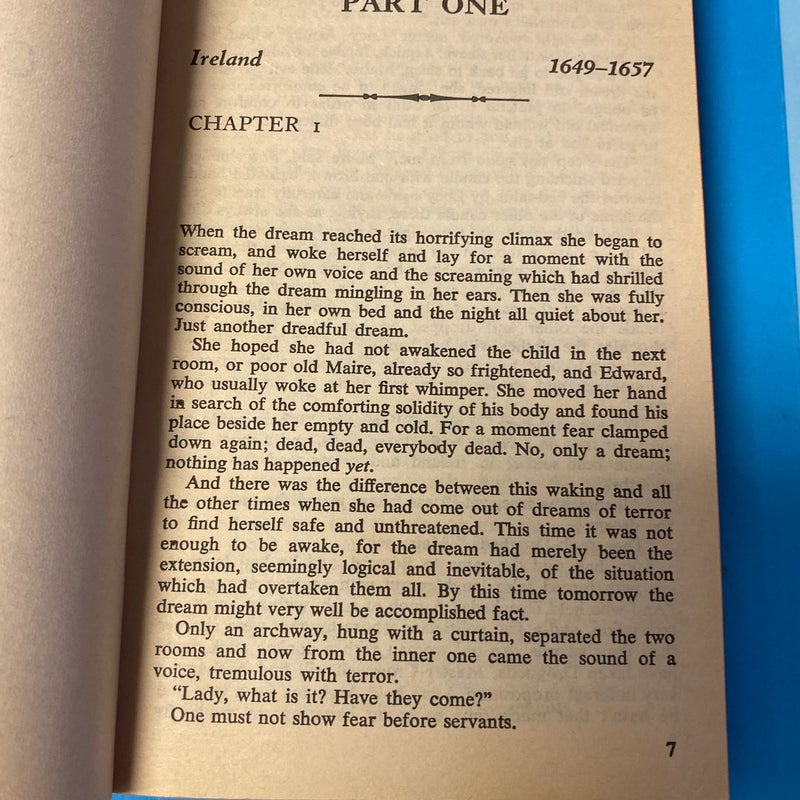 PART ONE
Ireland 1649–1657
CHAPTER 1
When the dream reached its horrifying climax she began to
scream, and woke herself and lay for a moment with the
sound of her own voice and the screaming which had shrilled
through the dream mingling in her ears. Then she was fully
conscious, in her own bed and the night all quiet about her.
Just another dreadful dream.
She hoped she had not awakened the child in the next
room, or poor old Maire, already so frightened, and Edward,
who usually woke at her first whimper. She moved her hand
in search of the comforting solidity of his body and found his
place beside her empty and cold. For a moment fear clamped
down again; dead, dead, everybody dead. No, only a dream;
nothing has happened yet.
And there was the difference between this waking and all
the other times when she had come out of dreams of terror
to find herself safe and unthreatened. This time it was not
enough to be awake, for the dream had merely been the
extension, seemingly logical and inevitable, of the situation
which had overtaken them all. By this time tomorrow the
dream might very well be accomplished fact.
Only an archway, hung with a curtain, separated the two
rooms and now from the inner one came the sound of a
voice, tremulous with terror.
“Lady, what is it? Have they come?”
One must not show fear before servants.
7